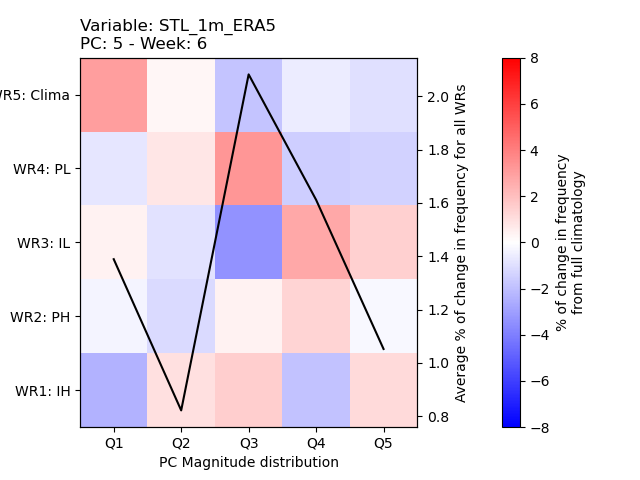 Variable: STL_1m_ERA5
PC: 5 - Week: 6
R5: Clima
WR4: PL
WR3: IL
WR2: PH
WR1: IH
Q1 Q2 Q3 Q4 Q5
PC Magnitude distribution
2.0
1.8
1.6
1.4
1.2
1.0
0.8
Average % of change in frequency for all WRs
8
6
4
2
0
−2
−4
−6
−8
% of change in frequency
from full climatology